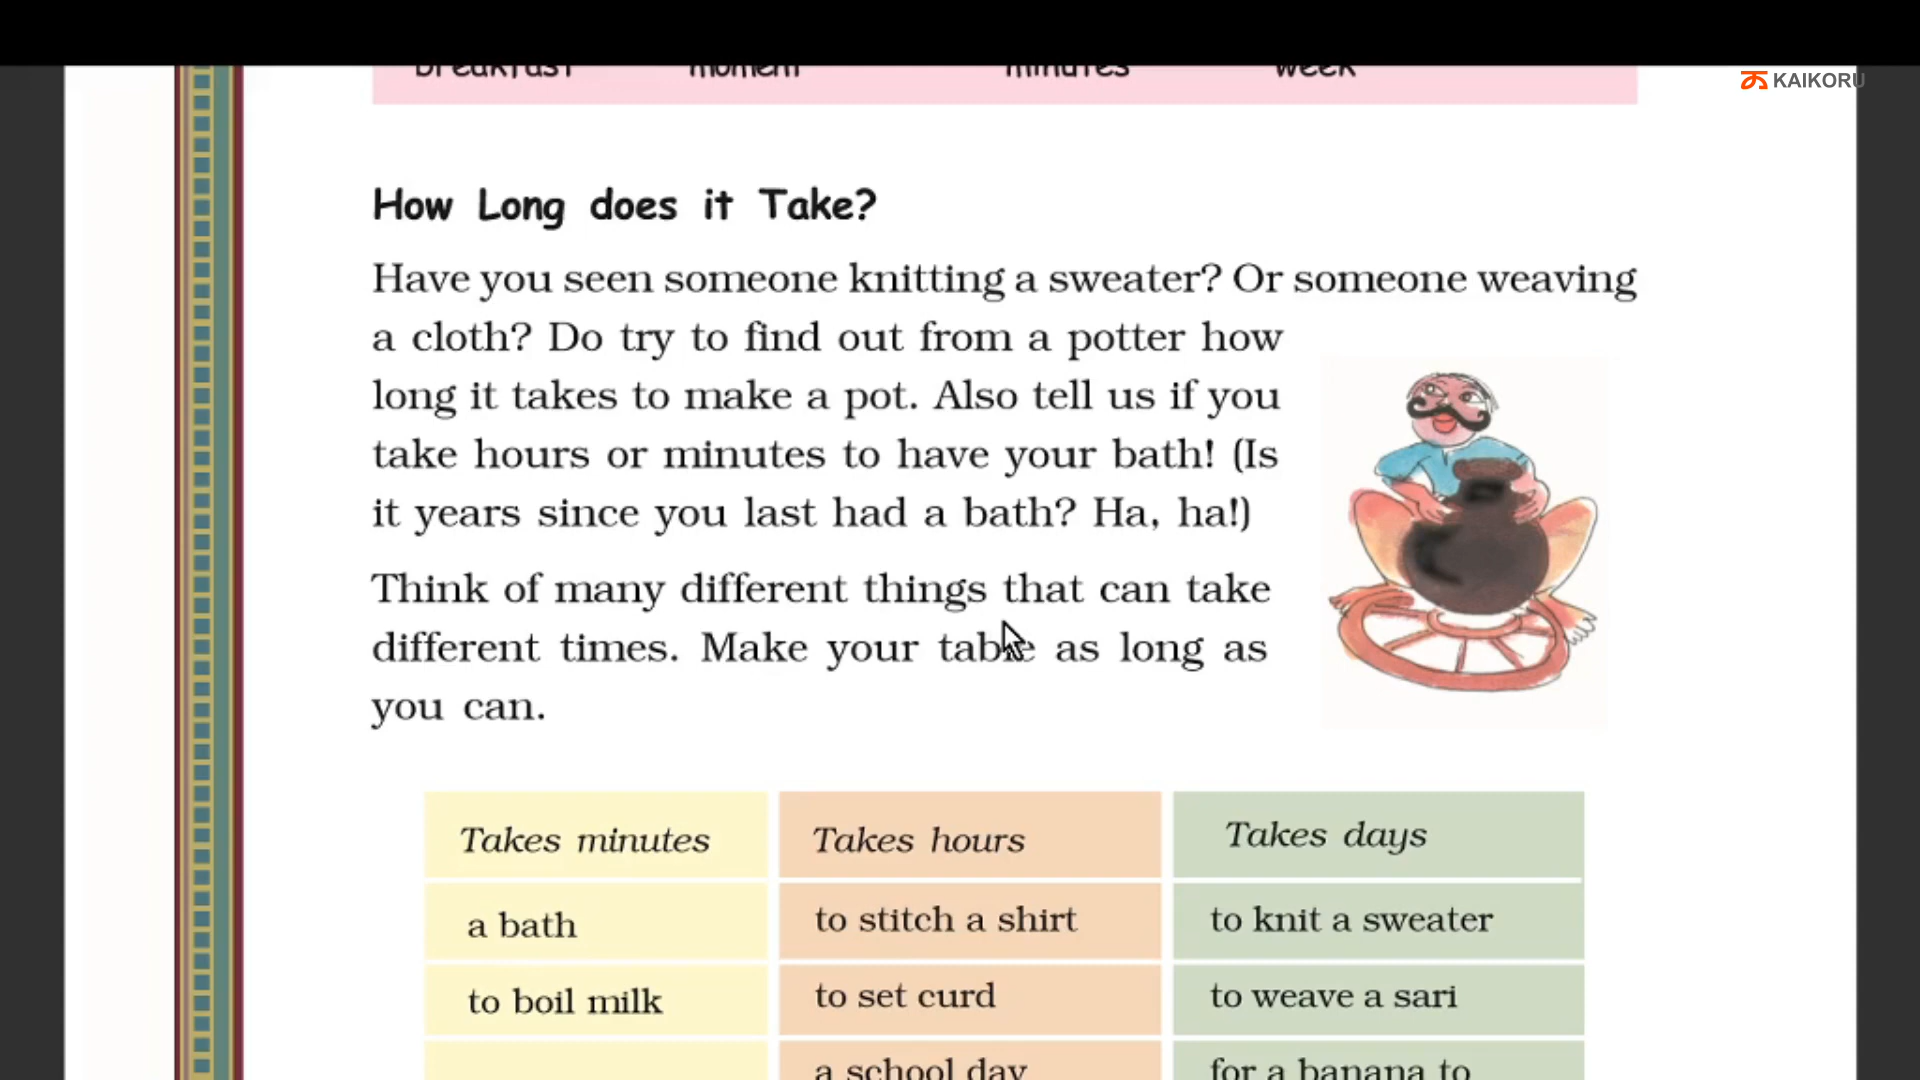 breakfast moment minutes week
KAIKORU
How Long does it Take?
Have you seen someone knitting a sweater? Or someone weaving
a cloth? Do try to find out from a potter how
long it takes to make a pot. Also tell us if you
take hours or minutes to have your bath! (Is
it years since you last had a bath? Ha, ha!)
Think of many different things that can take
different times. Make your table as long as
you can.
Takes minutes Takes hours Takes days
a bath to stitch a shirt to knit a sweater
to boil milk to set curd to weave a sari
a school day for a banana to